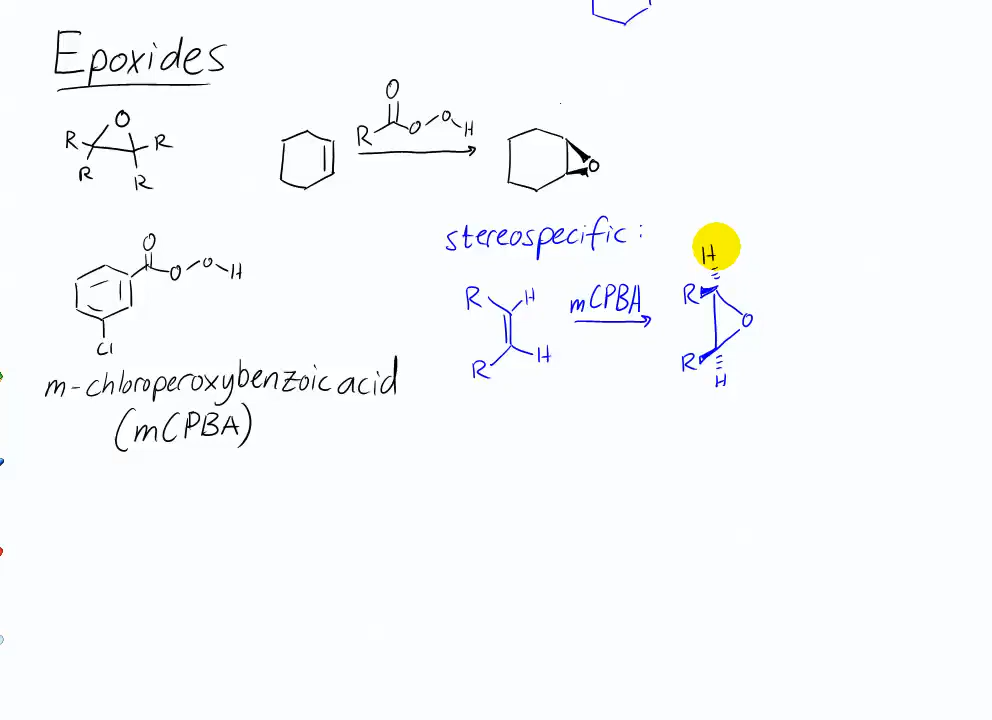 Epoxides
O
R R
R R
O
R O O H
O
O O H
Cl
m-chloroperoxybenzoic acid
(mCPBA)
stereospecific:
R H
R H
mCPBA
H
R
O
R
H